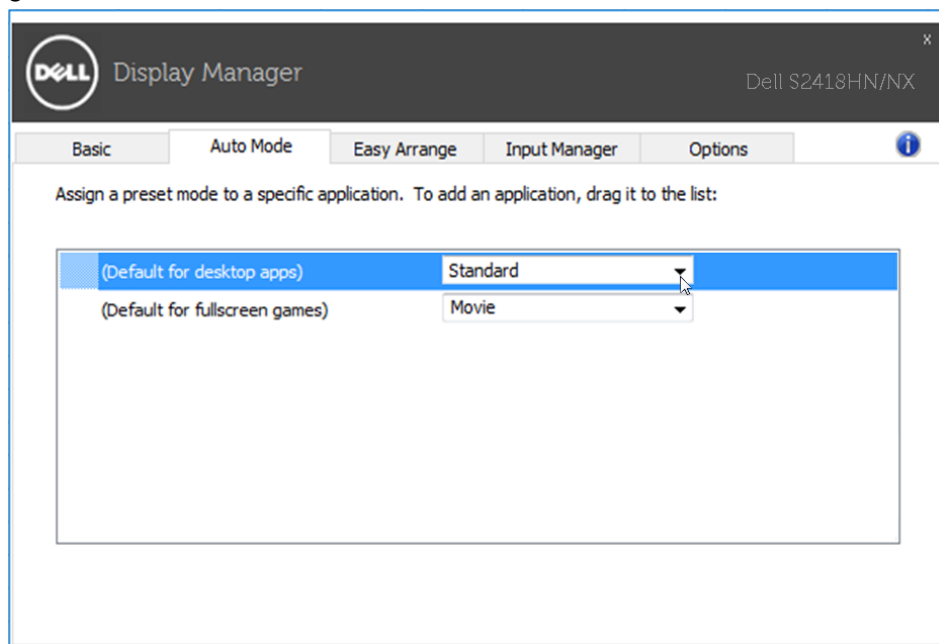 DELL Display Manager
x
Dell S2418HN/NX
Basic Auto Mode Easy Arrange Input Manager Options i
Assign a preset mode to a specific application. To add an application, drag it to the list:
(Default for desktop apps) Standard
(Default for fullscreen games) Movie